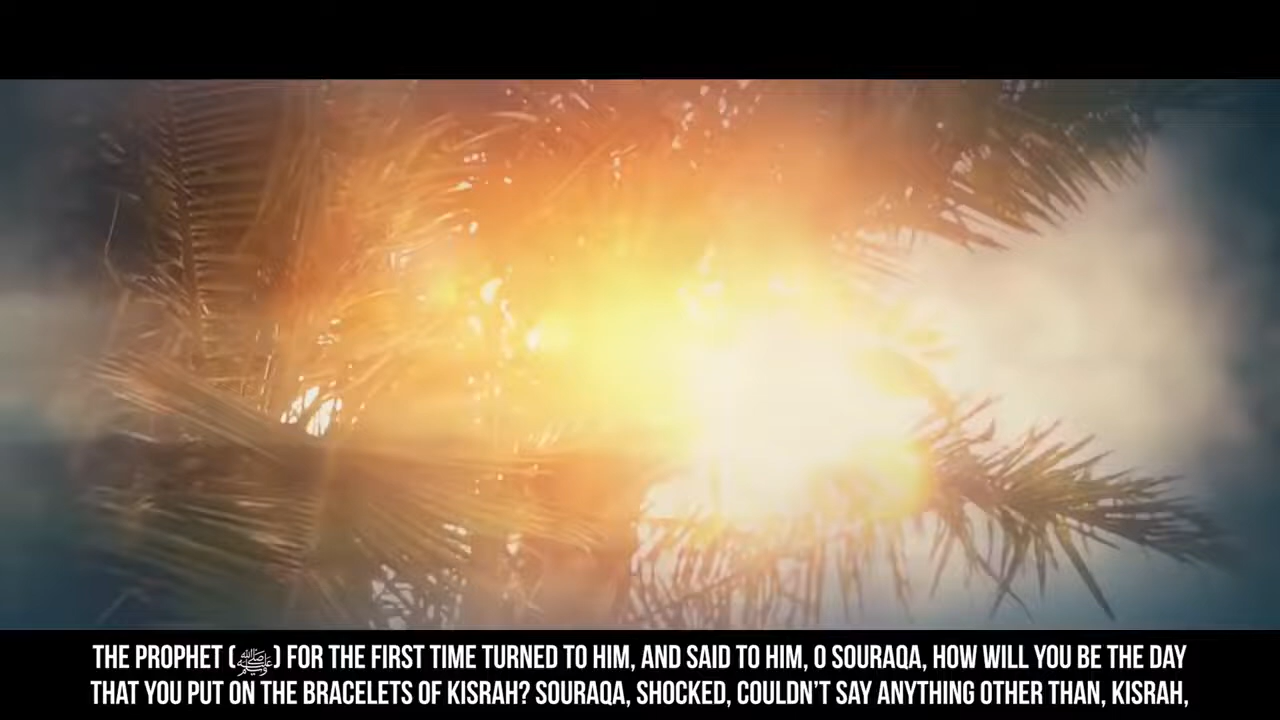 THE PROPHET (ﷺ) FOR THE FIRST TIME TURNED TO HIM, AND SAID TO HIM, O SOURAQA, HOW WILL YOU BE THE DAY
THAT YOU PUT ON THE BRACELETS OF KISRAH? SOURAQA, SHOCKED, COULDN'T SAY ANYTHING OTHER THAN, KISRAH,